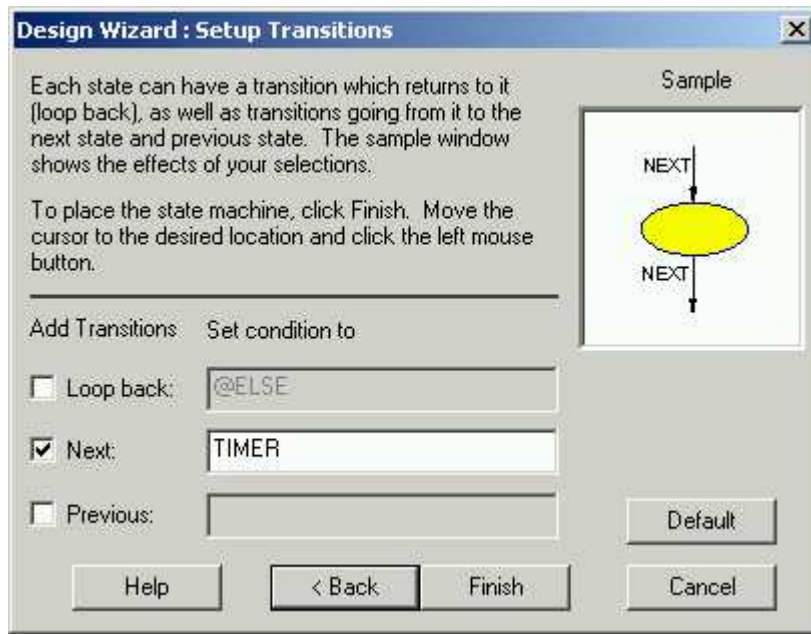 Design Wizard : Setup Transitions
Each state can have a transition which returns to it
(loop back), as well as transitions going from it to the
next state and previous state. The sample window
shows the effects of your selections.
To place the state machine, click Finish. Move the
cursor to the desired location and click the left mouse
button.
Sample
NEXT
NEXT
Add Transitions Set condition to
Loop back: @ELSE
Next: TIMER
Previous:
Default
Help < Back Finish Cancel